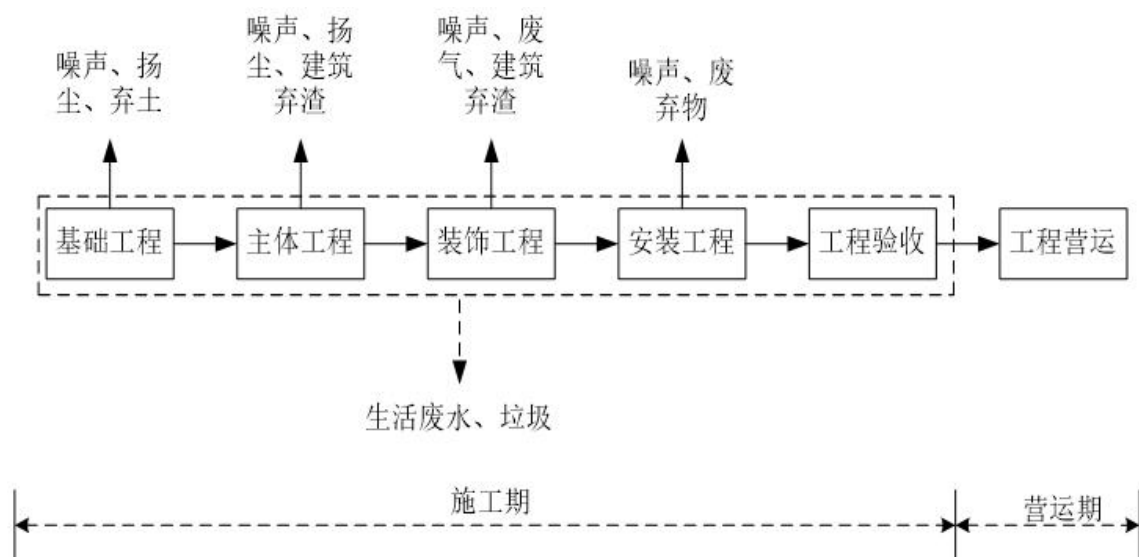 噪声、扬
尘、弃土
噪声、扬
尘、建筑
弃渣
噪声、废
气、建筑
弃渣
噪声、废
弃物
基础工程
主体工程
装饰工程
安装工程
工程验收
工程营运
生活废水、垃圾
施工期
营运期